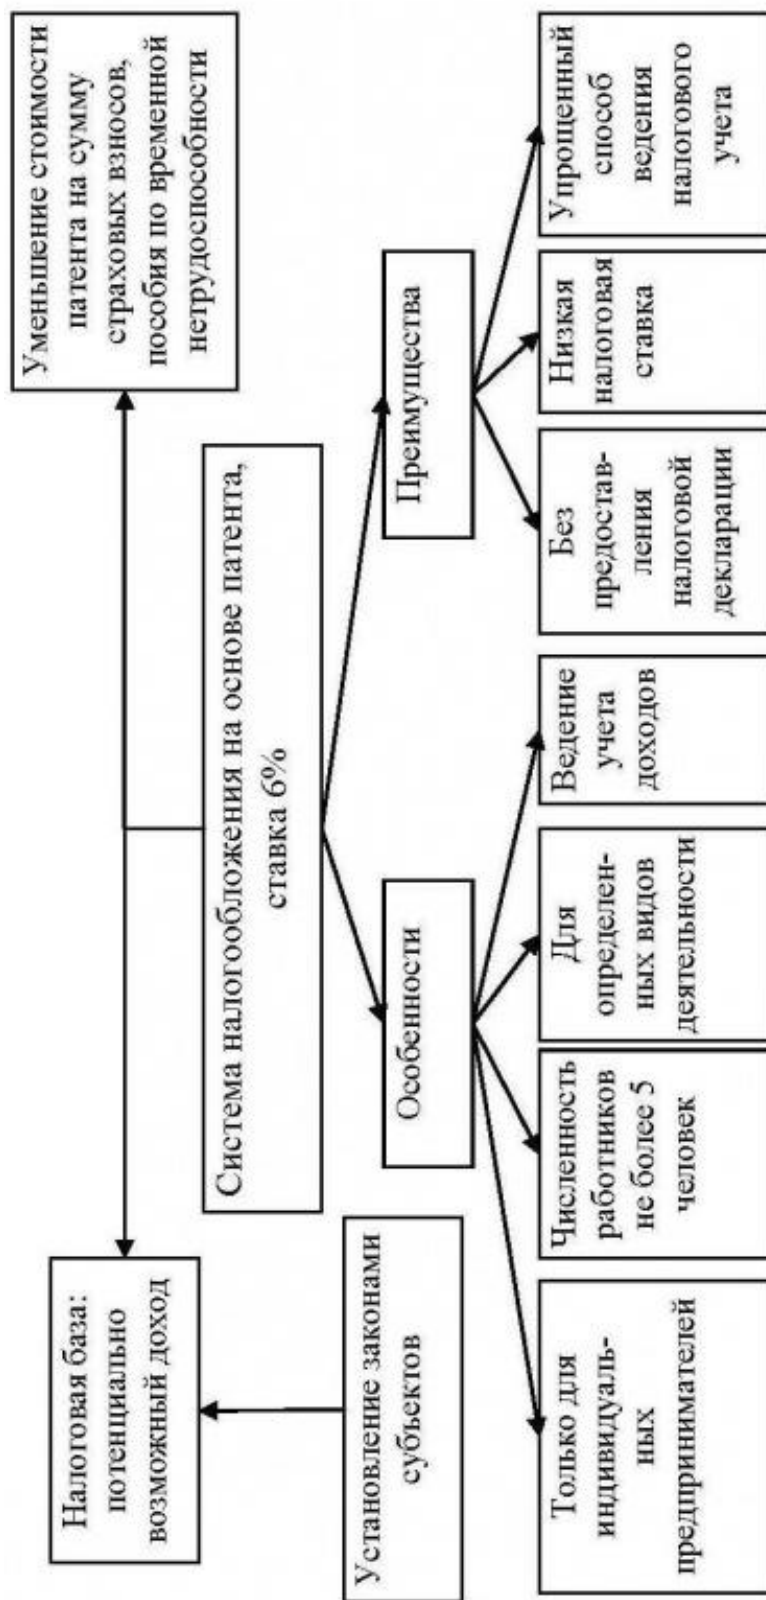 Налоговая база:
потенциально
возможный доход
Уменьшение стоимости
патента на сумму
страховых взносов,
пособия по временной
нетрудоспособности
Система налогообложения на основе патента,
ставка 6%
Установление законами
субъектов
Особенности
Преимущества
Только для
индивидуаль-
ных
предпринимателей
Численность
работников
не более 5
человек
Для
определен-
ных видов
деятельности
Ведение
учета
доходов
Без
предостав-
ления
налоговой
декларации
Низкая
налоговая
ставка
Упрощенный
способ
ведения
налогового
учета